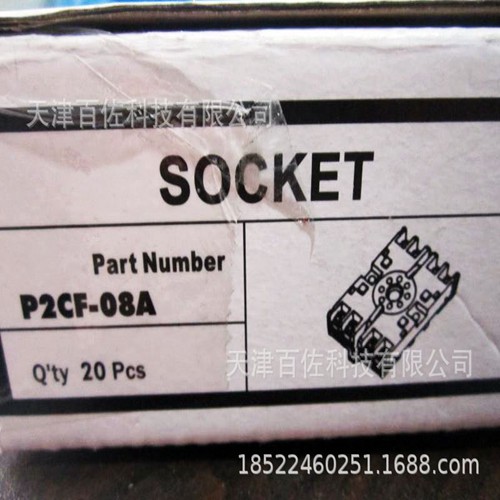 天津百佐科技有限公司
SOCKET
Part Number
P2CF-08A
天津百佐科技有限公司
Q'ty 20 Pcs
18522460251.1688.com